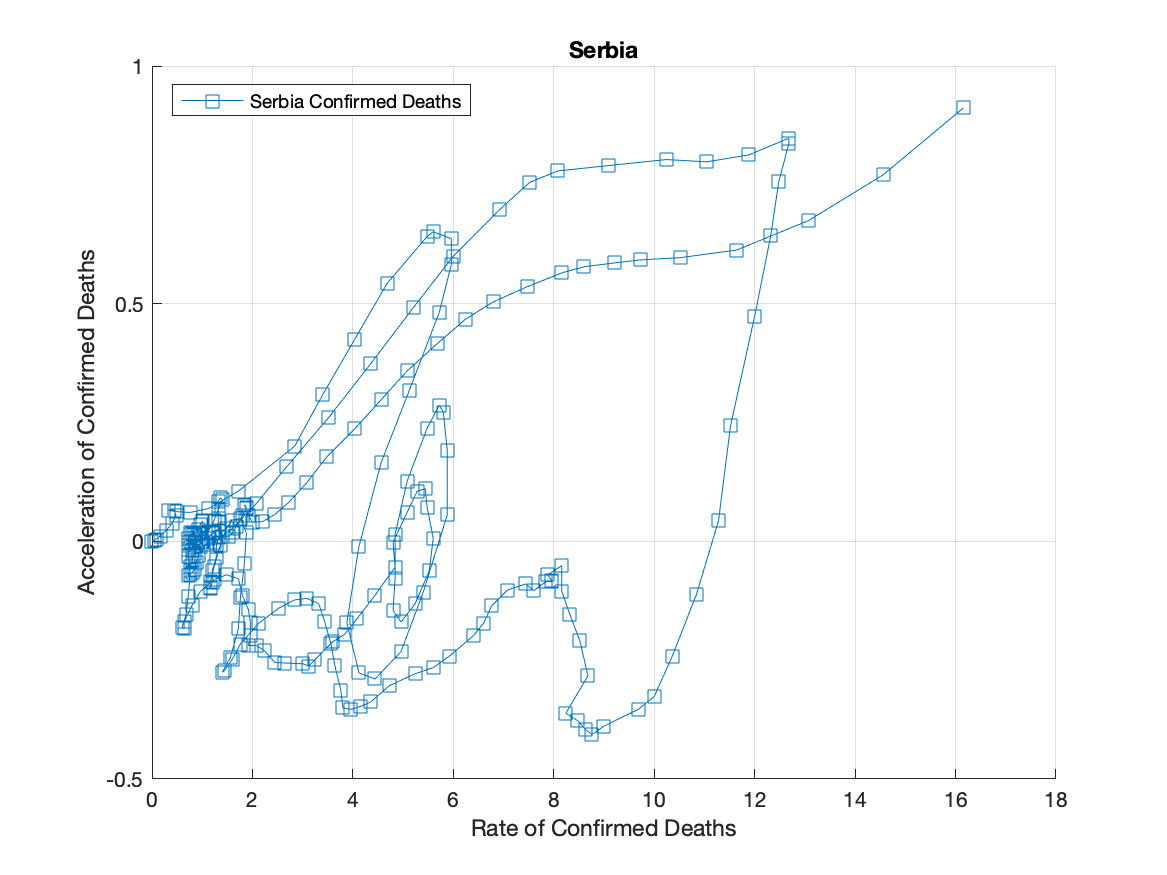 Serbia
Serbia Confirmed Deaths
Acceleration of Confirmed Deaths
1
0.5
0
-0.5
0 2 4 6 8 10 12 14 16 18
Rate of Confirmed Deaths